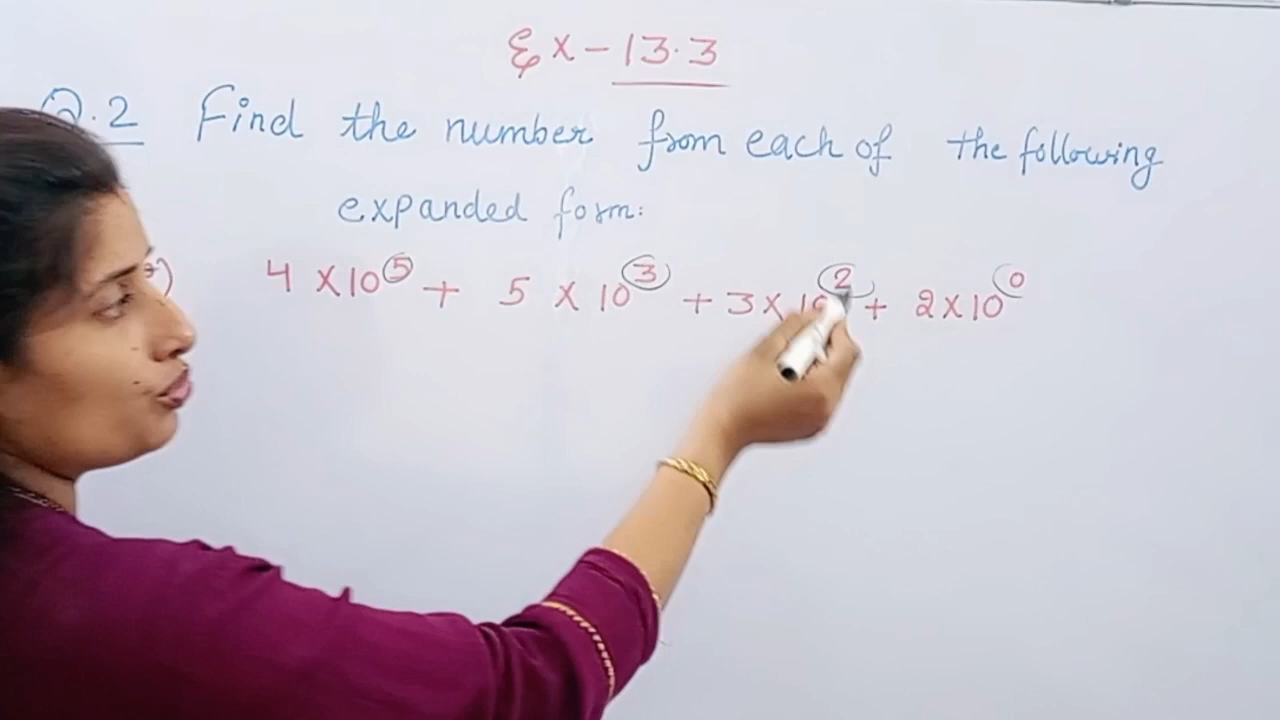 Ex - 13.3
Q.2 Find the number from each of the following
expanded form:
4 × 10⁵ + 5 × 10³ + 3 × 10² + 2 × 10⁰